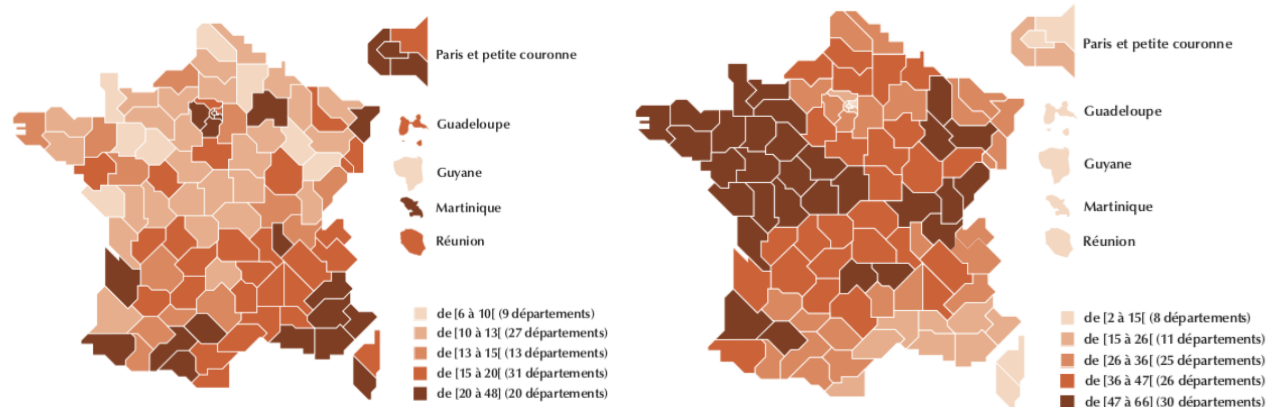 Paris et petite couronne
Guadeloupe
Guyane
Martinique
Réunion
de [6 à 10[ (9 départements)
de [10 à 13[ (27 départements)
de [13 à 15[ (13 départements)
de [15 à 20[ (31 départements)
de [20 à 48] (20 départements)
Paris et petite couronne
Guadeloupe
Guyane
Martinique
Réunion
de [2 à 15[ (8 départements)
de [15 à 26[ (11 départements)
de [26 à 36[ (25 départements)
de [36 à 47[ (26 départements)
de [47 à 66] (30 départements)